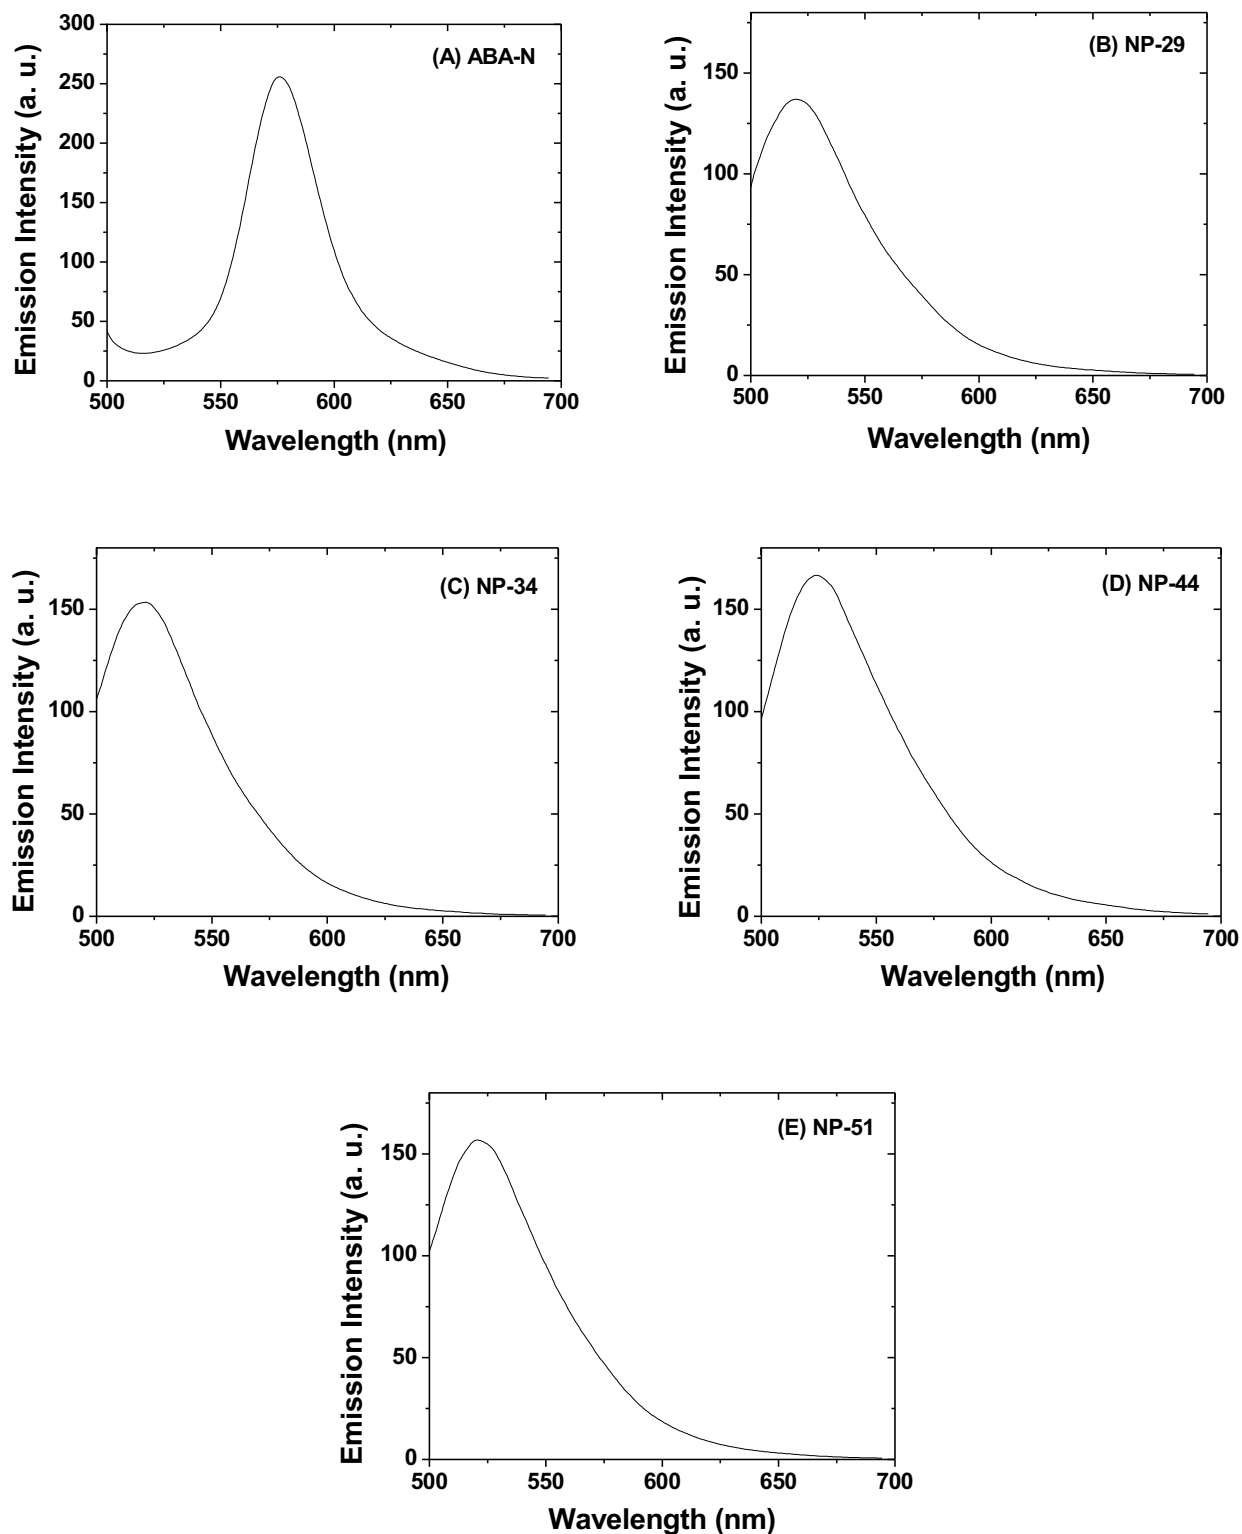 (A) ABA-N
Emission Intensity (a. u.)
300
250
200
150
100
50
0
500 550 600 650 700
Wavelength (nm)
(B) NP-29
Emission Intensity (a. u.)
150
100
50
0
500 550 600 650 700
Wavelength (nm)
(C) NP-34
Emission Intensity (a. u.)
150
100
50
0
500 550 600 650 700
Wavelength (nm)
(D) NP-44
Emission Intensity (a. u.)
150
100
50
0
500 550 600 650 700
Wavelength (nm)
(E) NP-51
Emission Intensity (a. u.)
150
100
50
0
500 550 600 650 700
Wavelength (nm)